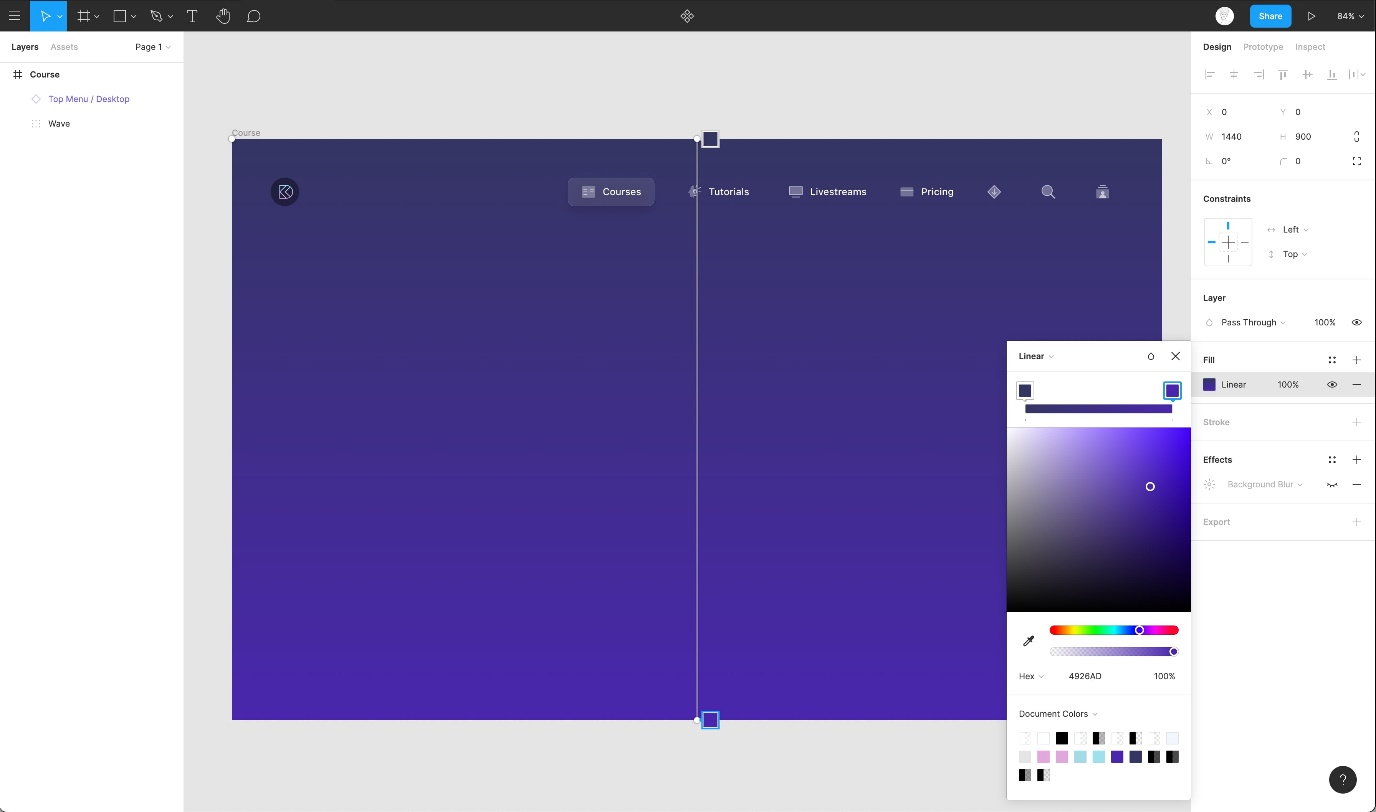 Share
84%
Layers
Assets
Page 1
Course
Top Menu / Desktop
Wave
Course
Courses
Tutorials
Livestreams
Pricing
Design
Prototype
Inspect
X 0
Y 0
W 1440
H 900
0°
0
Constraints
Left
Top
Layer
Pass Through
100%
Fill
Linear
100%
Stroke
Effects
Background Blur
Export
Linear
Hex
4926AD
100%
Document Colors
?